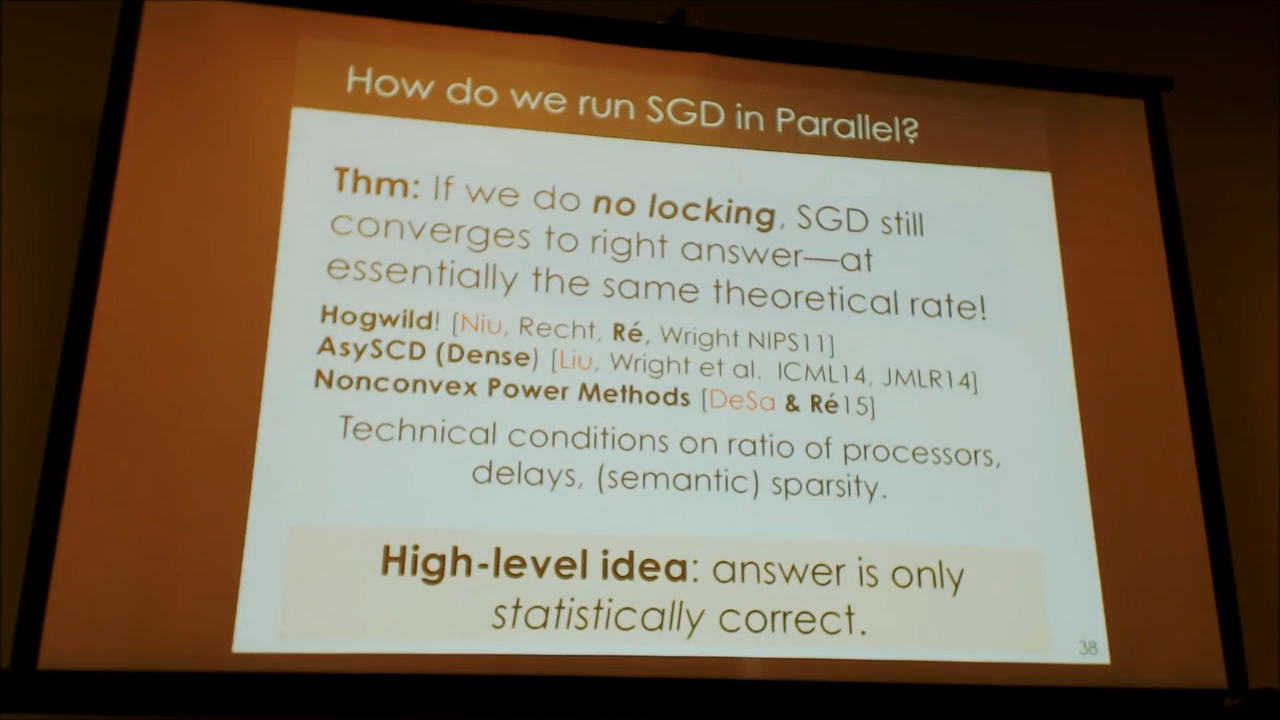 How do we run SGD in Parallel?
Thm: If we do no locking, SGD still
converges to right answer—at
essentially the same theoretical rate!
Hogwild! [Niu, Recht, Ré, Wright NIPS11]
AsySCD (Dense) [Liu, Wright et al. ICML14, JMLR14]
Nonconvex Power Methods [DeSa & Ré15]
Technical conditions on ratio of processors,
delays, (semantic) sparsity.
High-level idea: answer is only
statistically correct.
38